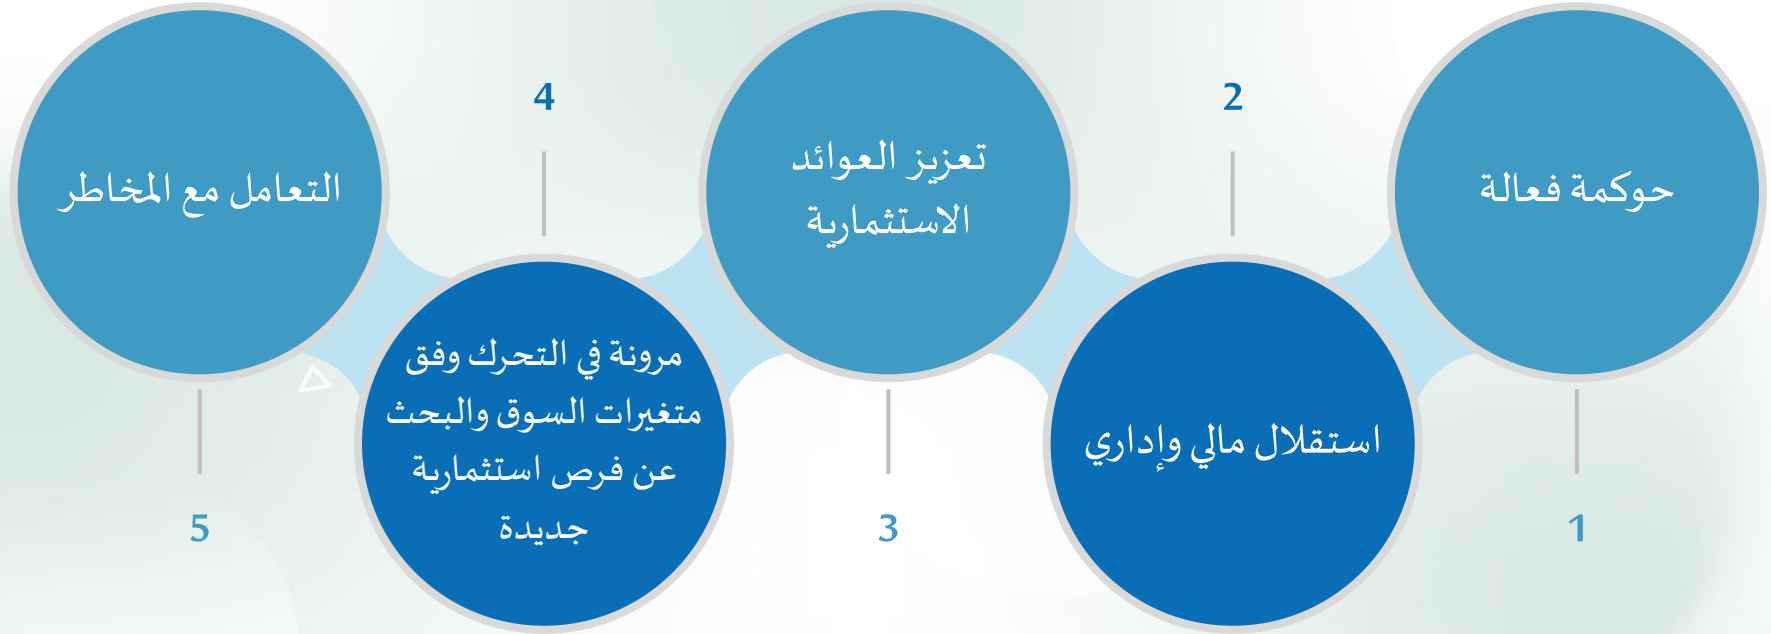 1
حوكمة فعالة
2
استقلال مالي وإداري
3
تعزيز العوائد
الاستثمارية
4
مرونة في التحرك وفق
متغيرات السوق والبحث
عن فرص استثمارية
جديدة
5
التعامل مع المخاطر